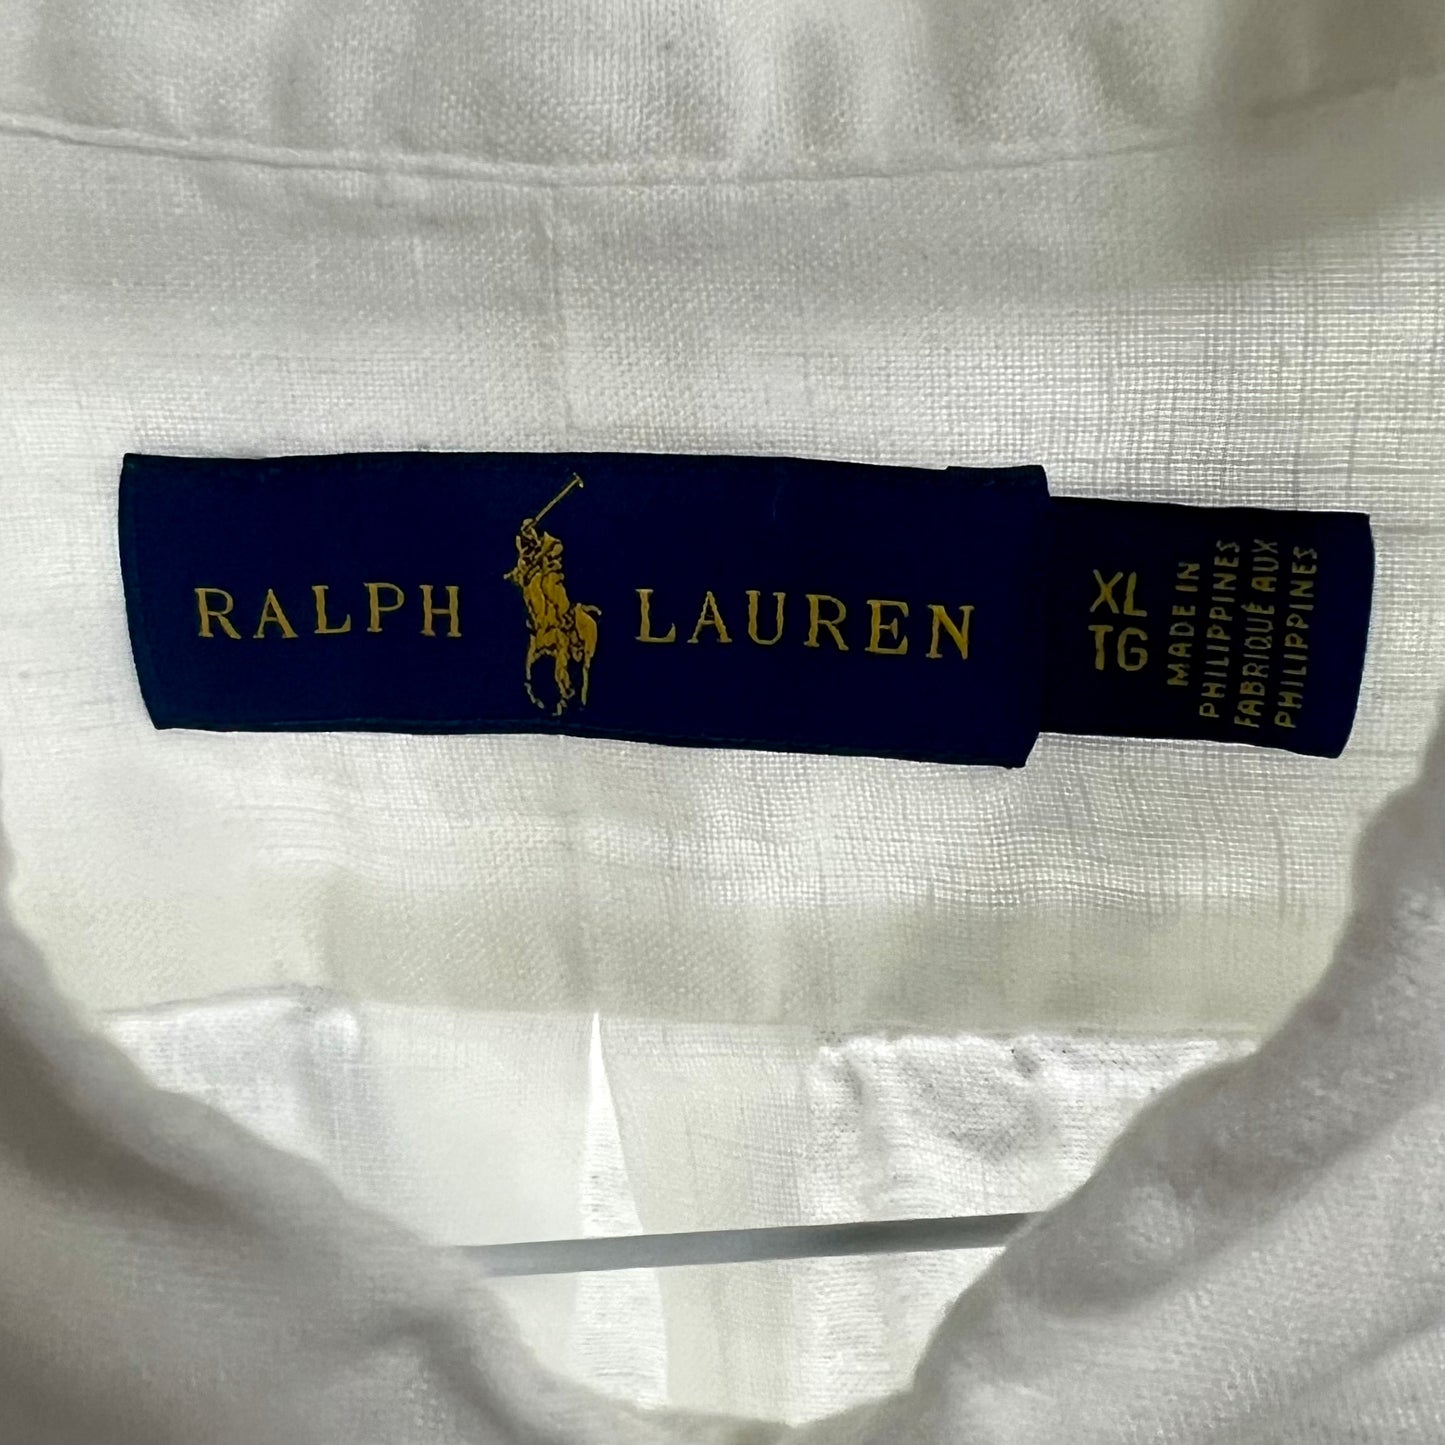 RALPH LAUREN
XL
TG
MADE IN
PHILIPPINES
FABRIQUÉ AUX
PHILIPPINES